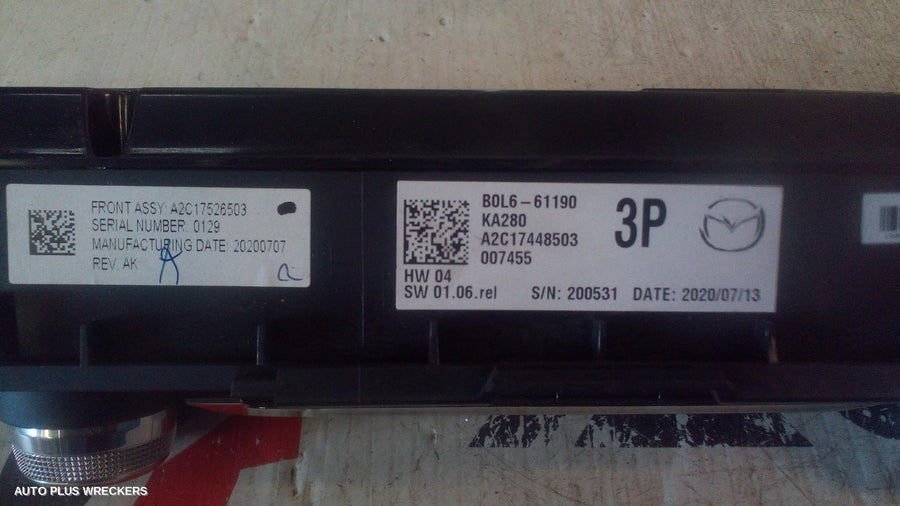 FRONT ASSY: A2C17526503
SERIAL NUMBER: 0129
MANUFACTURING DATE: 20200707
REV. AK
B0L6-61190
KA280
A2C17448503
007455
3P
HW 04
SW 01.06.rel S/N: 200531 DATE: 2020/07/13
AUTO PLUS WRECKERS